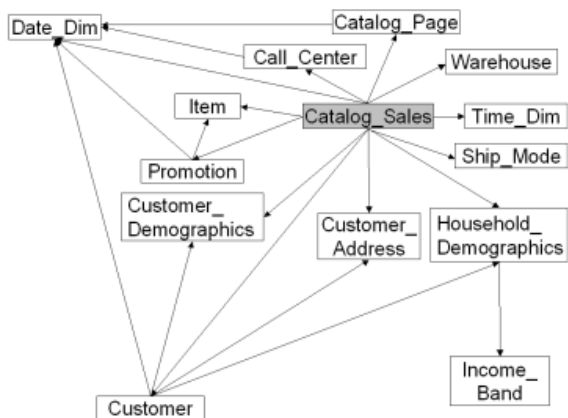 Date_Dim
Catalog_Page
Call_Center
Warehouse
Item
Catalog_Sales
Time_Dim
Promotion
Ship_Mode
Customer_
Demographics
Customer_
Address
Household_
Demographics
Income_
Band
Customer